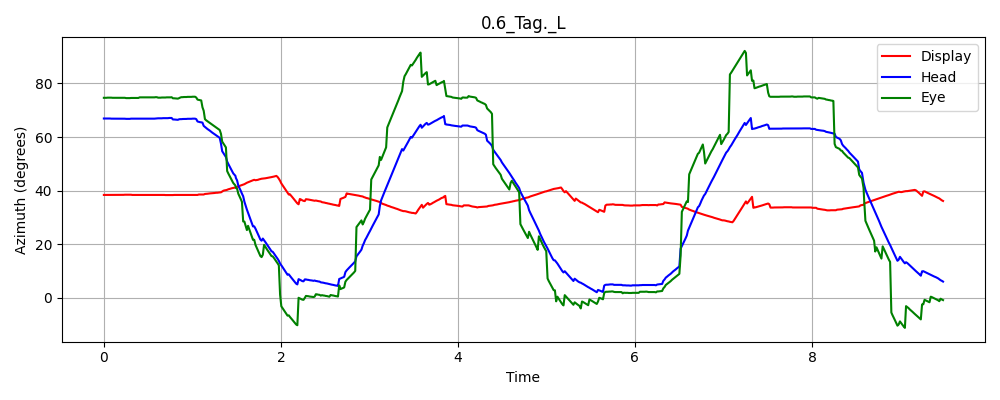 0.6_Tag._L
Azimuth (degrees)
80
60
40
20
0
0 2 4 6 8
Time
Display
Head
Eye